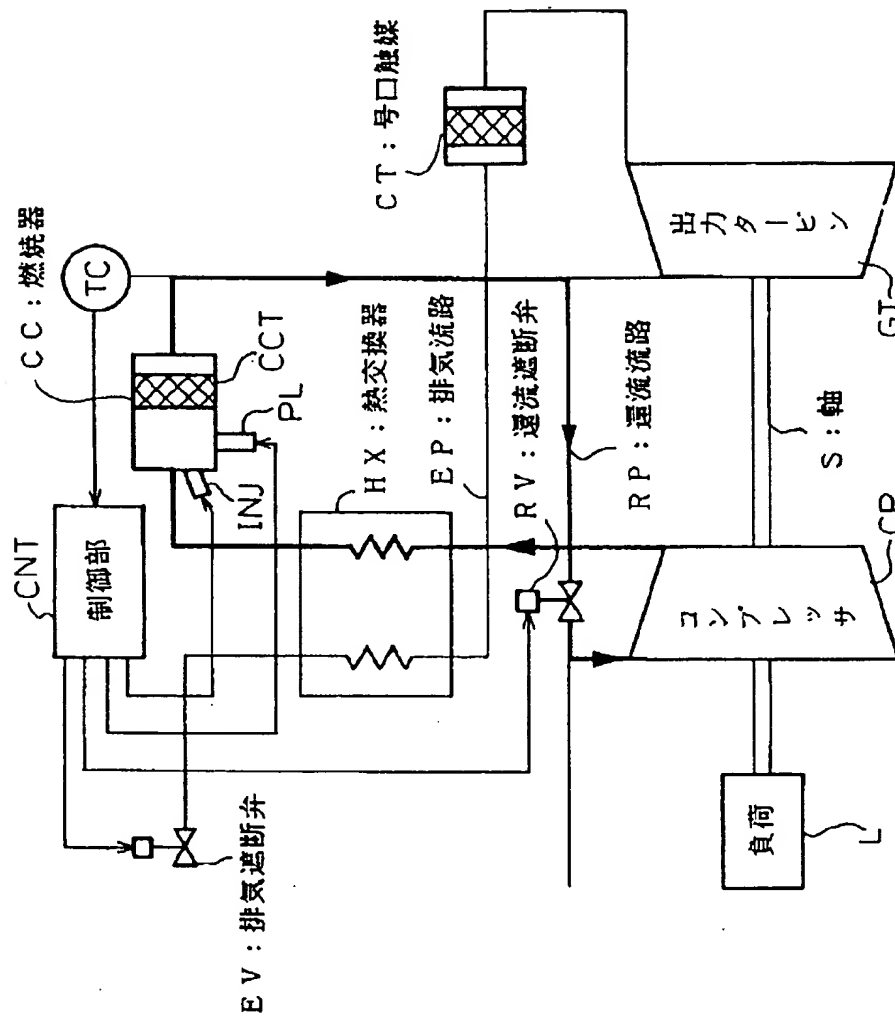 CC:燃焼器
TC
CNT
制御部
CCT
PL
INJ
CT:号口触媒
HX:熱交換器
EP:排気流路
RV:還流遮断弁
RP:還流流路
EV:排気遮断弁
出力タービン
GT
S:軸
コンプレッサ
CP
負荷
L